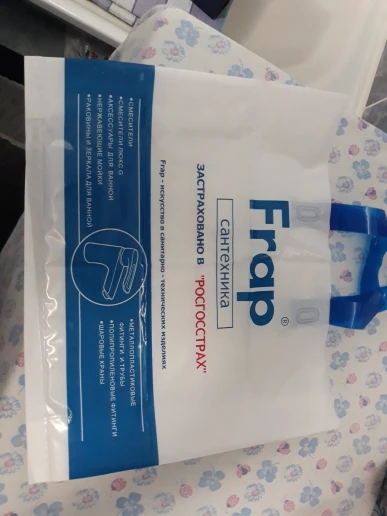 Frap®
сантехника
ЗАСТРАХОВАНО В "РОСГОССТРАХ"
Frap - искусство в санитарно - технических изделиях
•СМЕСИТЕЛИ
•СМЕСИТЕЛИ ЛЮКС G
•АКСЕССУАРЫ ДЛЯ ВАННОЙ
•НЕРЖАВЕЮЩИЕ МОЙКИ
•РАКОВИНЫ И ЗЕРКАЛА ДЛЯ ВАННОЙ
•МЕТАЛЛОПЛАСТИКОВЫЕ
ФИТИНГИ И ТРУБЫ
•ПОЛИПРОПИЛЕНОВЫЕ ФИТИНГИ
•ШАРОВЫЕ КРАНЫ